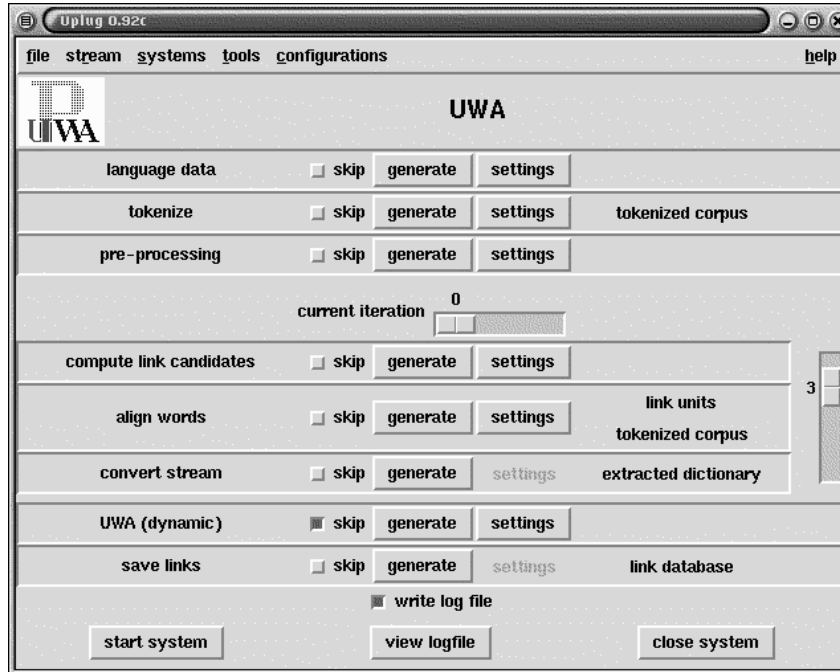 Uplug 0.92c
file stream systems tools configurations help
UWA
UWA
language data skip generate settings
tokenize skip generate settings tokenized corpus
pre-processing skip generate settings
0
current iteration
compute link candidates skip generate settings
3
link units
align words skip generate settings
tokenized corpus
convert stream skip generate settings extracted dictionary
UWA (dynamic) skip generate settings
save links skip generate settings link database
write log file
start system view logfile close system